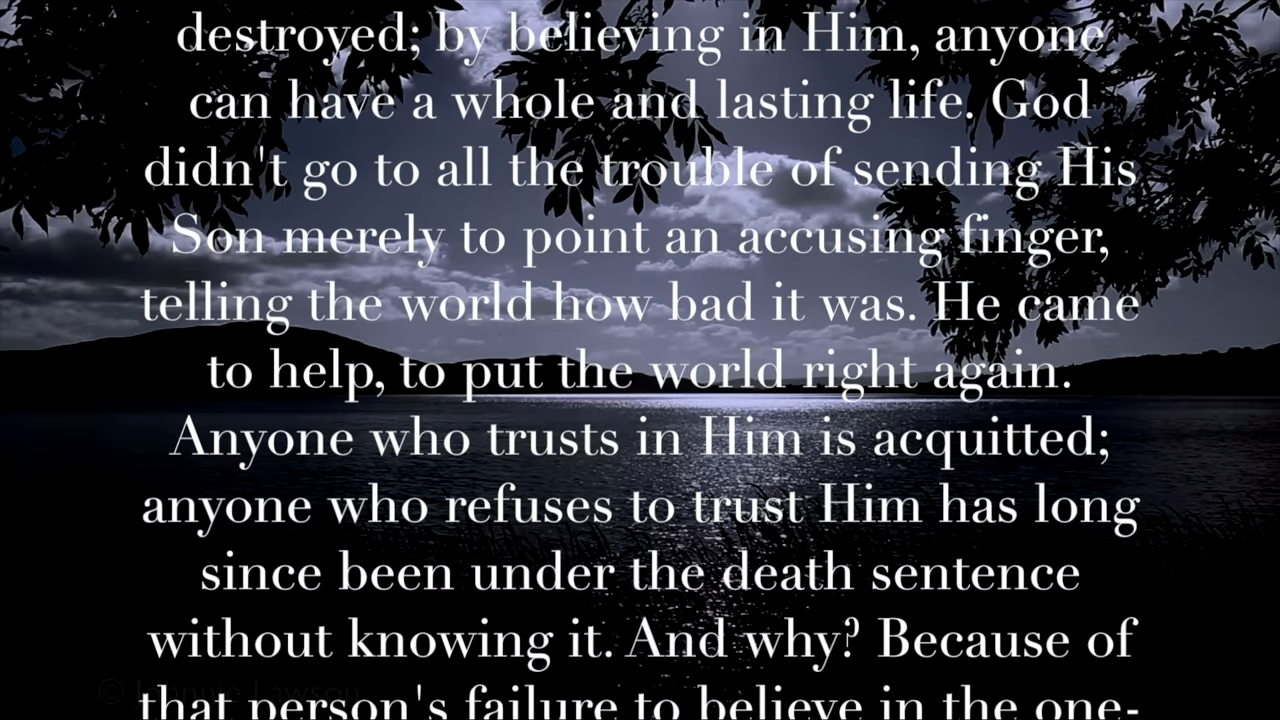 destroyed; by believing in Him, anyone
can have a whole and lasting life. God
didn't go to all the trouble of sending His
Son merely to point an accusing finger,
telling the world how bad it was. He came
to help, to put the world right again.
Anyone who trusts in Him is acquitted;
anyone who refuses to trust Him has long
since been under the death sentence
without knowing it. And why? Because of
© Johnnie Lawson
that person's failure to believe in the one-